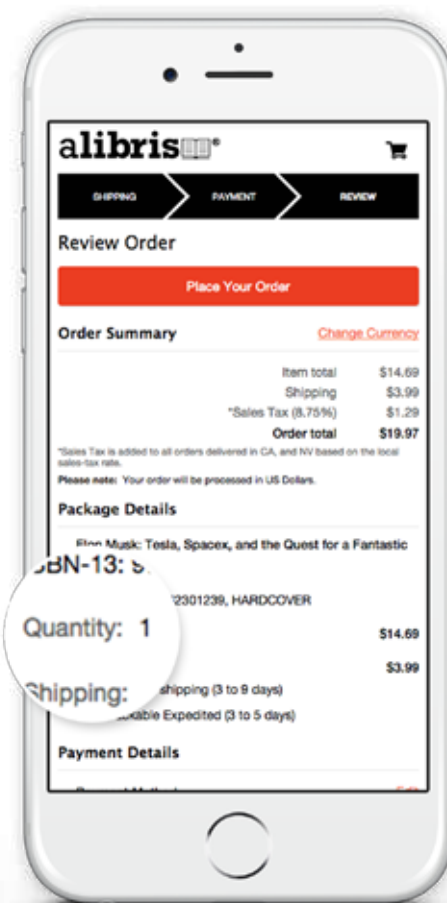 alibris®
SHIPPING PAYMENT REVIEW
Review Order
Place Your Order
Order Summary Change Currency
Item total $14.69
Shipping $3.99
*Sales Tax (8.75%) $1.29
Order total $19.97
*Sales Tax is added to all orders delivered in CA, and NV based on the local
sales-tax rate.
Please note: Your order will be processed in US Dollars.
Package Details
Elon Musk: Tesla, Spacex, and the Quest for a Fantastic
BN-13: 9
2301239, HARDCOVER
Quantity: 1 $14.69
$3.99
Shipping: shipping (3 to 9 days)
Expedited (3 to 5 days)
Payment Details